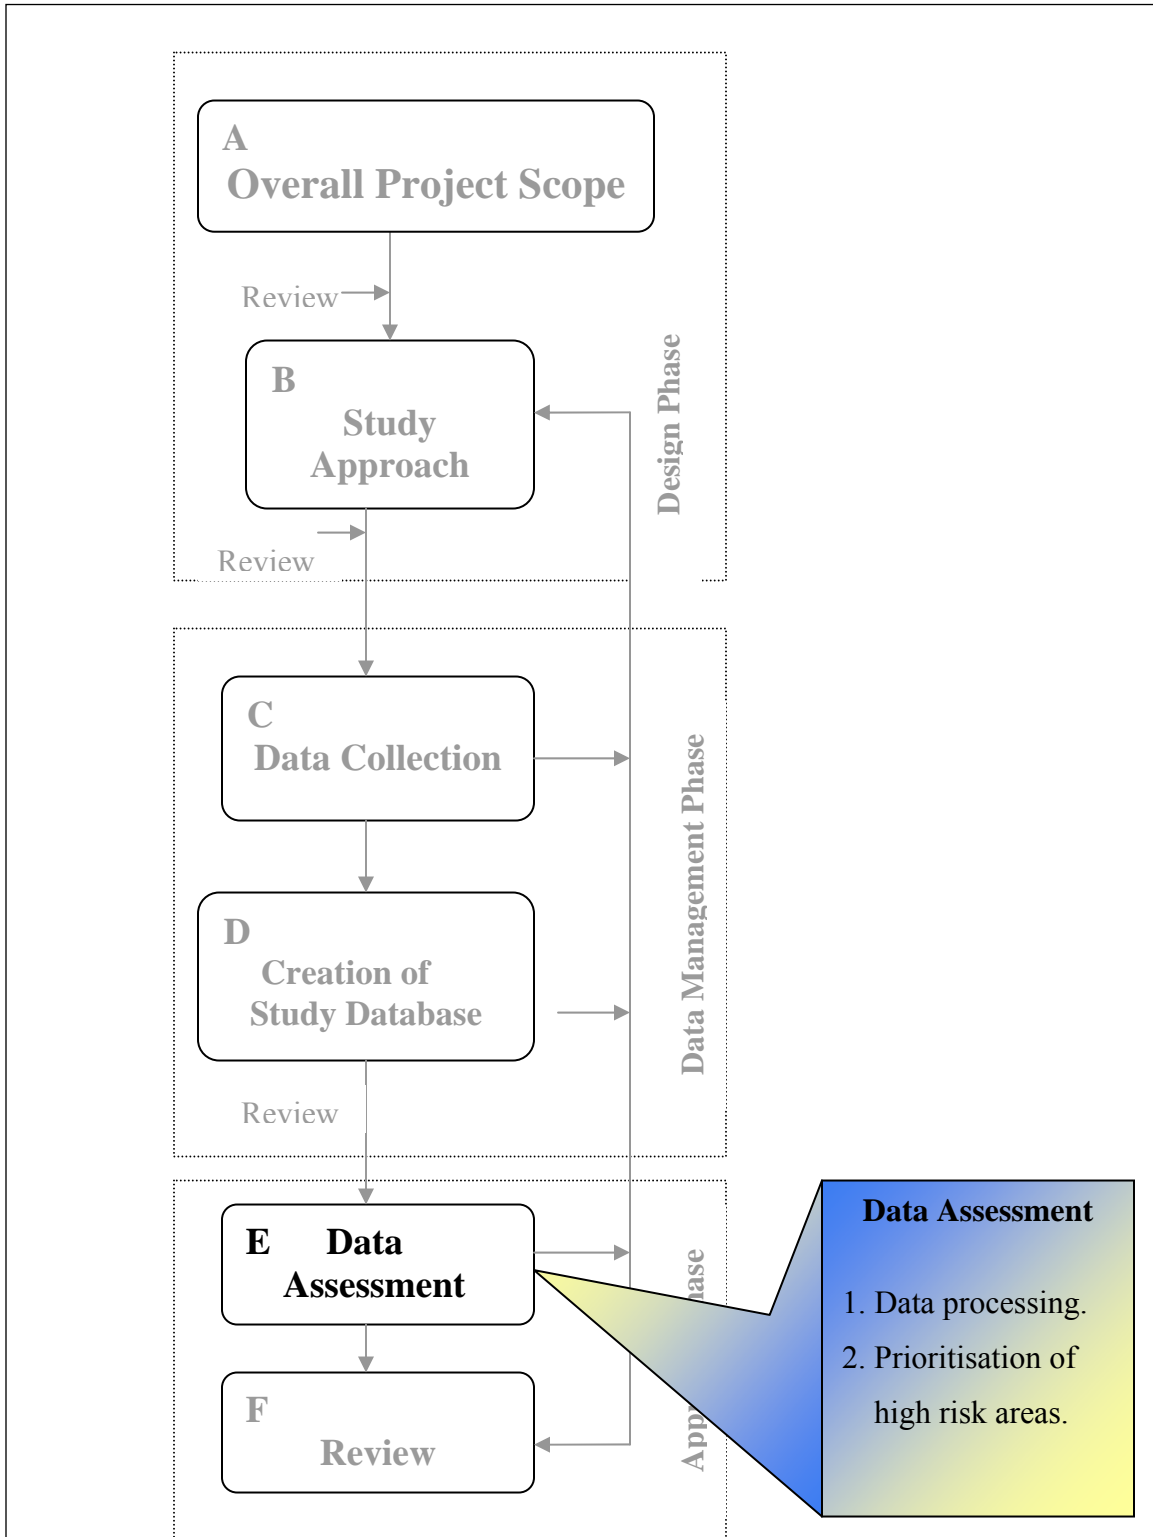 A
Overall Project Scope
Review
B
Study
Approach
Design Phase
Review
C
Data Collection
D
Creation of
Study Database
Data Management Phase
Review
E Data
Assessment
F
Review
Data Assessment
1. Data processing.
2. Prioritisation of
high risk areas.